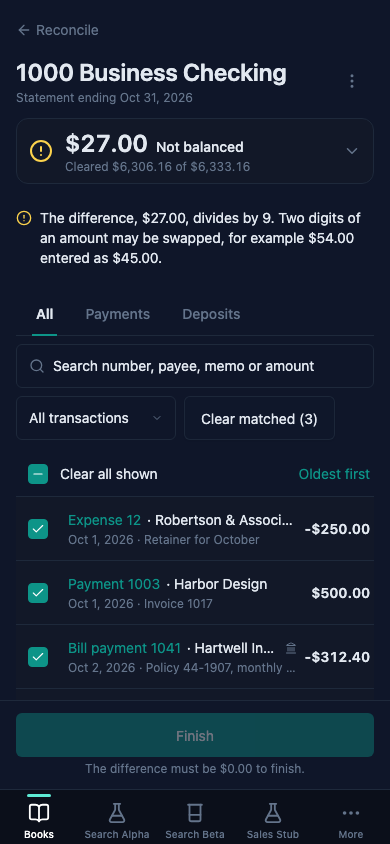 Reconcile
1000 Business Checking
Statement ending Oct 31, 2026
$27.00 Not balanced
Cleared $6,306.16 of $6,333.16
The difference, $27.00, divides by 9. Two digits of
an amount may be swapped, for example $54.00
entered as $45.00.
All Payments Deposits
Search number, payee, memo or amount
All transactions Clear matched (3)
Clear all shown Oldest first
Expense 12 · Robertson & Associ... -$250.00
Oct 1, 2026 · Retainer for October
Payment 1003 · Harbor Design $500.00
Oct 1, 2026 · Invoice 1017
Bill payment 1041 · Hartwell In... -$312.40
Oct 2, 2026 · Policy 44-1907, monthly ...
Finish
The difference must be $0.00 to finish.
Books Search Alpha Search Beta Sales Stub More